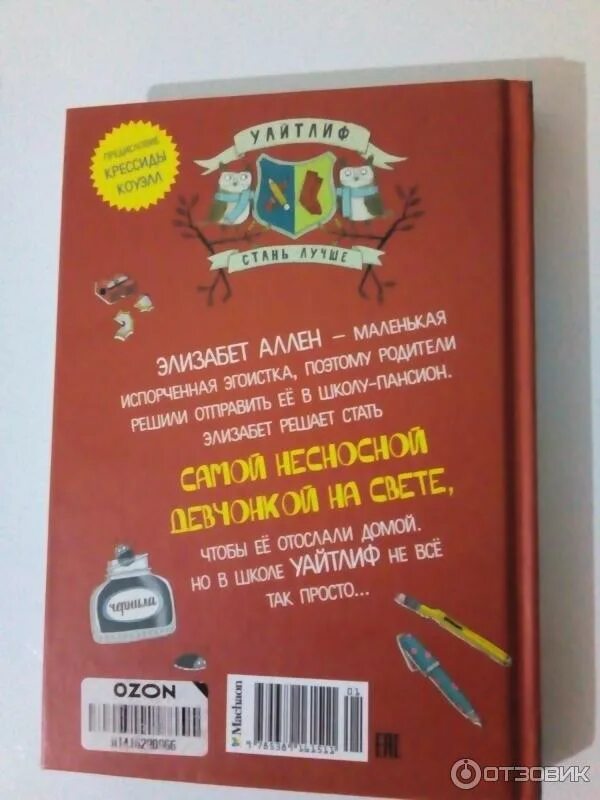 УАЙТЛИФ
ПРЕДИСЛОВИЕ
КРЕССИДЫ
КОУЭЛЛ
СТАНЬ ЛУЧШЕ
ЭЛИЗАБЕТ АЛЛЕН – МАЛЕНЬКАЯ
ИСПОРЧЕННАЯ ЭГОИСТКА, ПОЭТОМУ РОДИТЕЛИ
РЕШИЛИ ОТПРАВИТЬ ЕЁ В ШКОЛУ-ПАНСИОН.
ЭЛИЗАБЕТ РЕШАЕТ СТАТЬ
САМОЙ НЕСНОСНОЙ
ДЕВЧОНКОЙ НА СВЕТЕ,
ЧТОБЫ ЕЁ ОТОСЛАЛИ ДОМОЙ.
НО В ШКОЛЕ УАЙТЛИФ НЕ ВСЁ
ТАК ПРОСТО...
чернила
OZON
Machaon
01
EAC
ОТЗОВИК